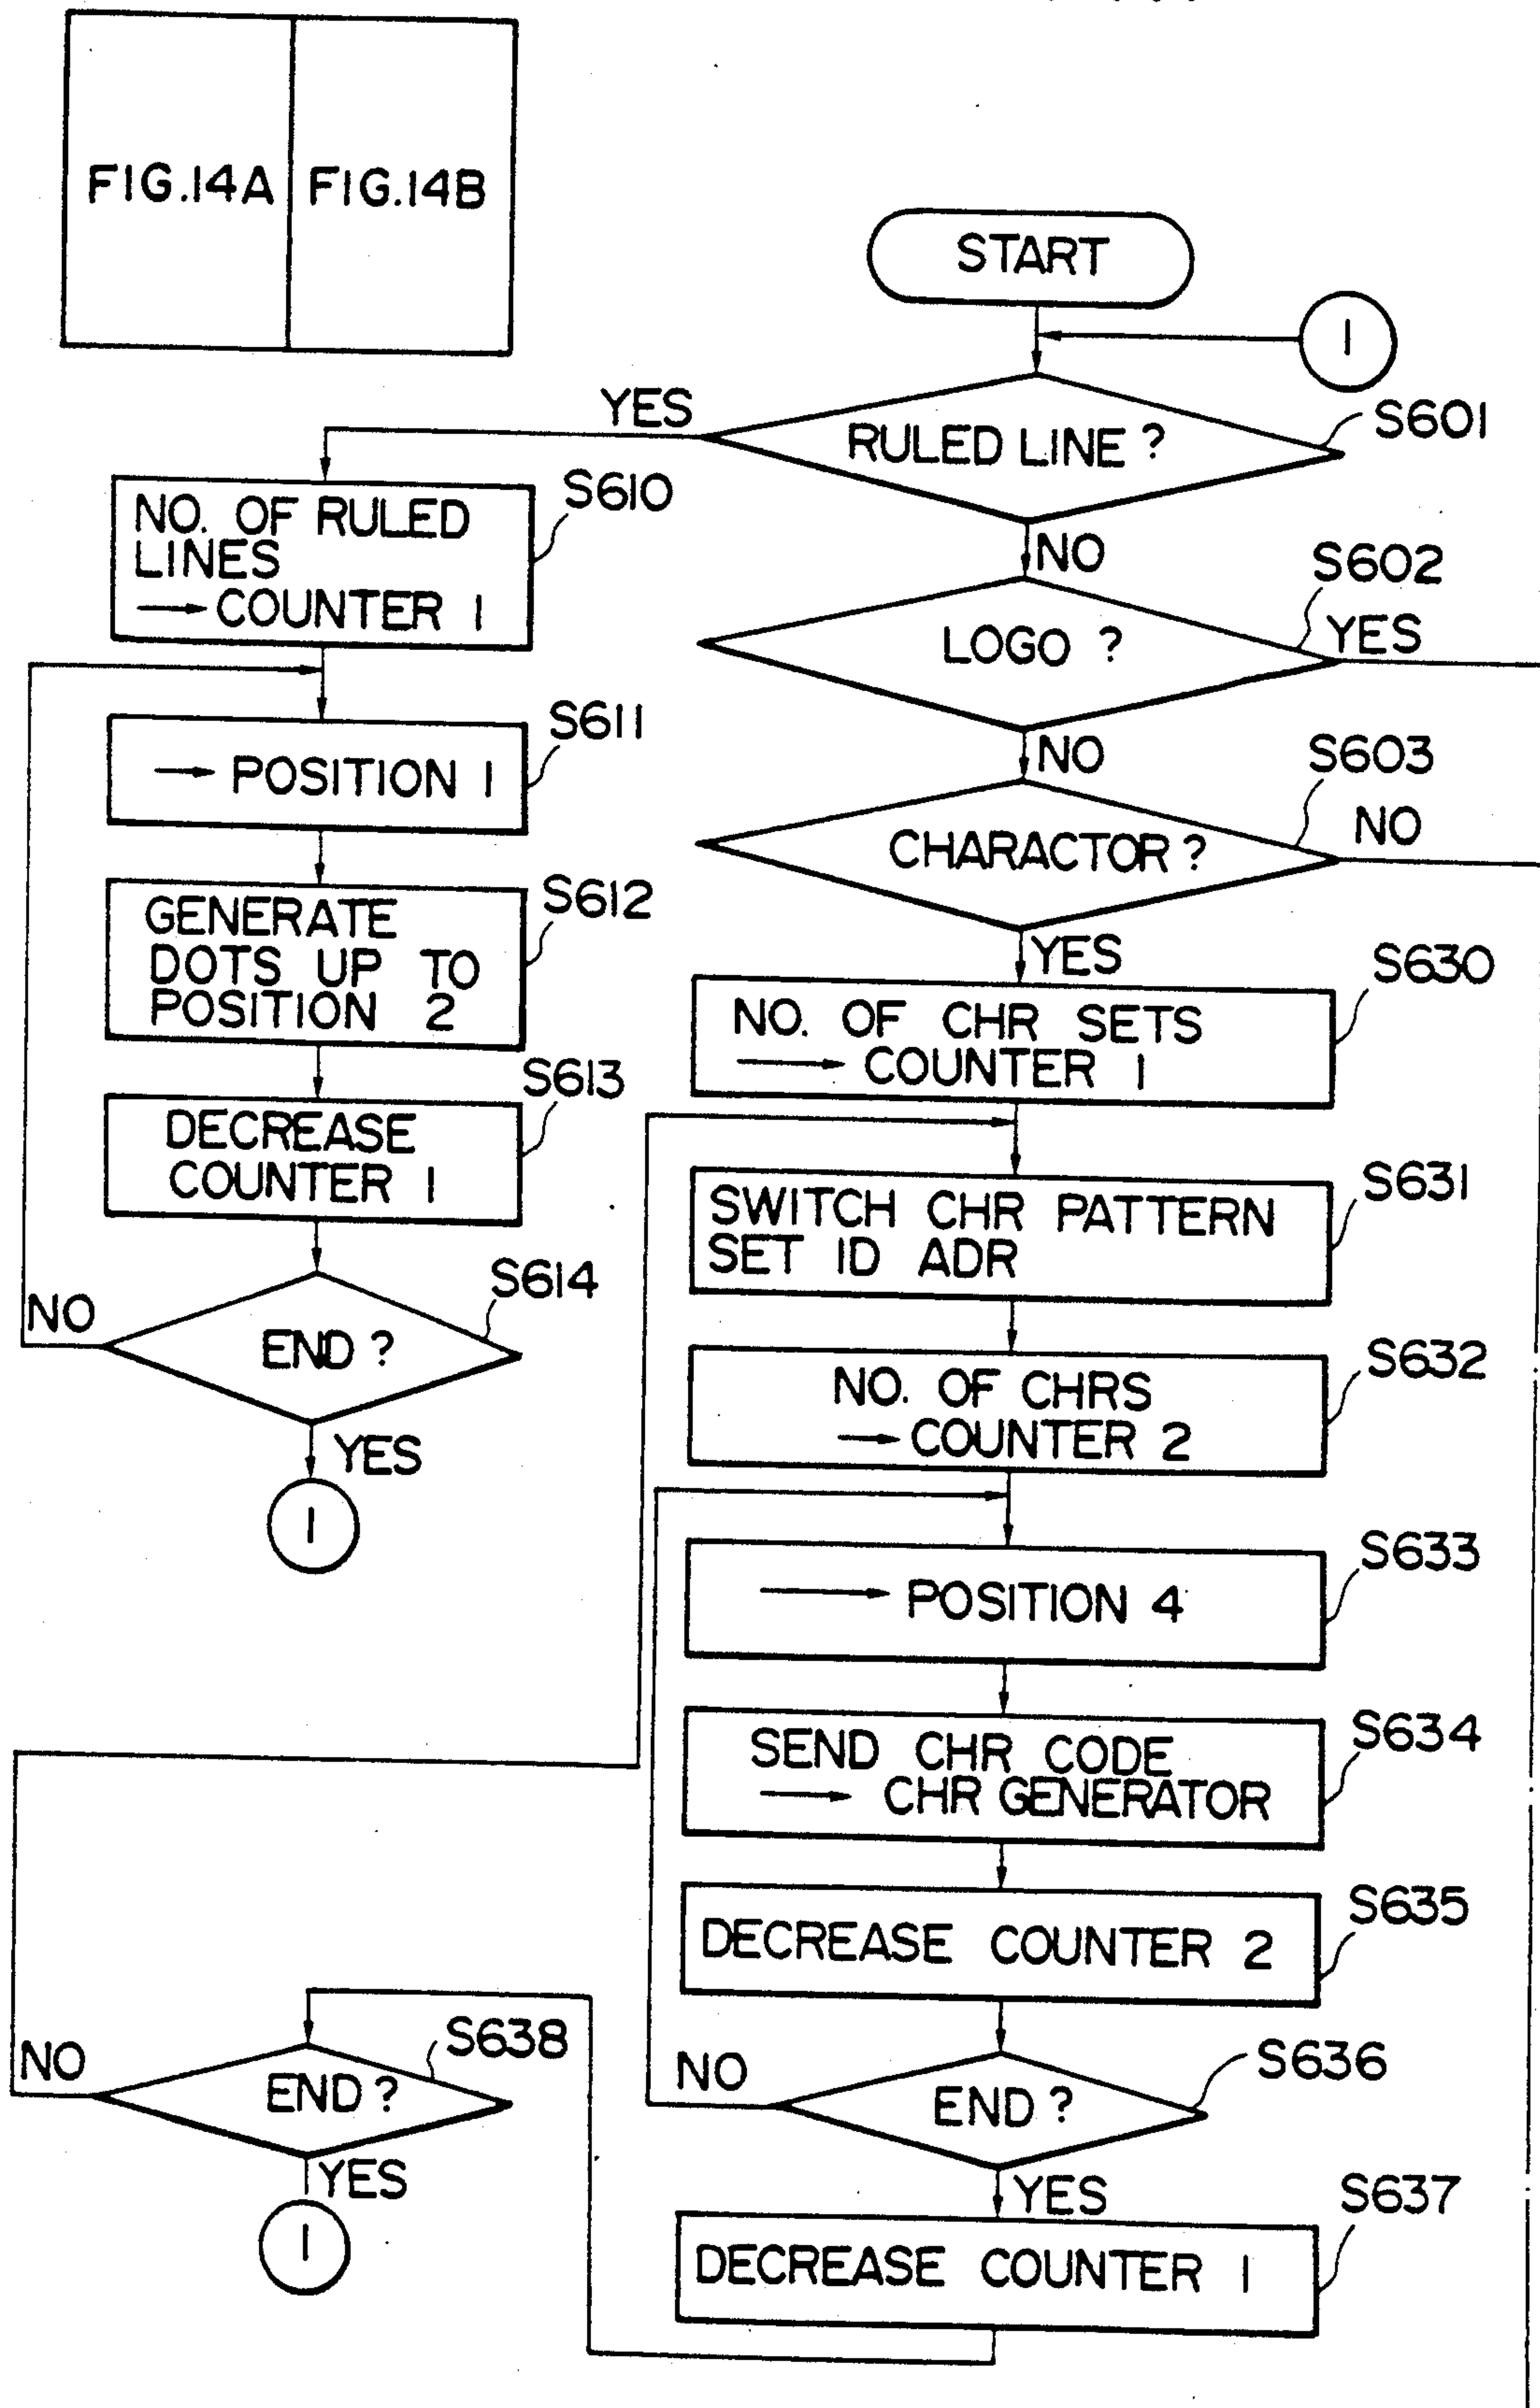 FIG.14A
FIG.14B
START
1
RULED LINE ?
S601
YES
NO
NO. OF RULED
LINES
→ COUNTER 1
S610
→ POSITION 1
S611
GENERATE
DOTS UP TO
POSITION 2
S612
DECREASE
COUNTER 1
S613
END ?
S614
NO
YES
1
LOGO ?
S602
YES
NO
CHARACTOR ?
S603
NO
YES
NO. OF CHR SETS
→ COUNTER 1
S630
SWITCH CHR PATTERN
SET ID ADR
S631
NO. OF CHRS
→ COUNTER 2
S632
→ POSITION 4
S633
SEND CHR CODE
→ CHR GENERATOR
S634
DECREASE COUNTER 2
S635
END ?
S636
NO
YES
DECREASE COUNTER 1
S637
END ?
S638
NO
YES
1